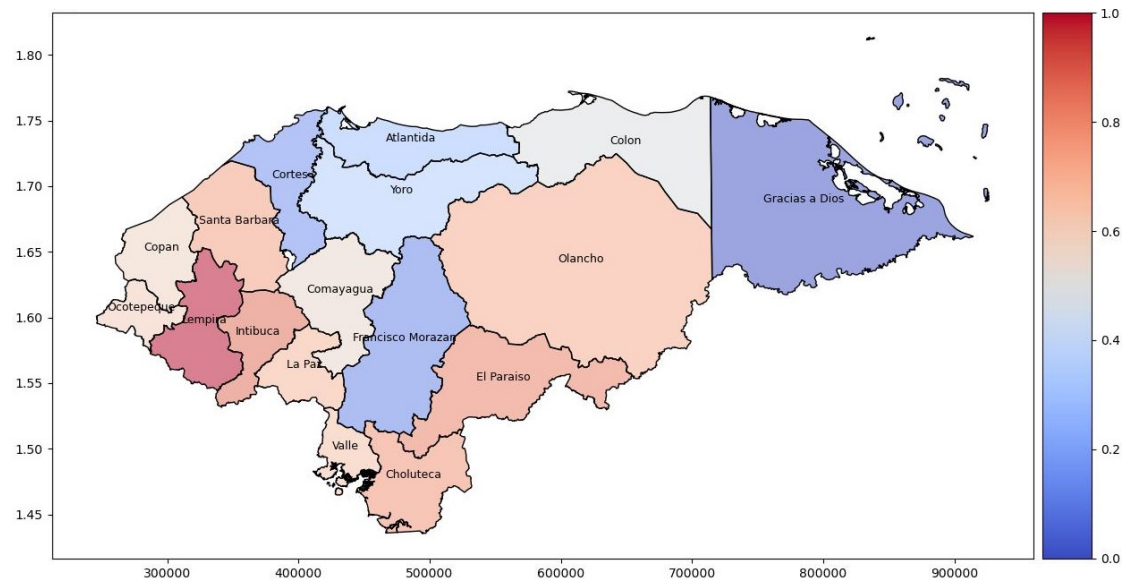 1.80
1.75
1.70
1.65
1.60
1.55
1.50
1.45
300000
400000
500000
600000
700000
800000
900000
1.0
0.8
0.6
0.4
0.2
0.0
Atlantida
Colon
Cortes
Yoro
Gracias a Dios
Santa Barbara
Copan
Olancho
Comayagua
Ocotepeque
Lempira
Intibuca
Francisco Morazan
La Paz
El Paraiso
Valle
Choluteca